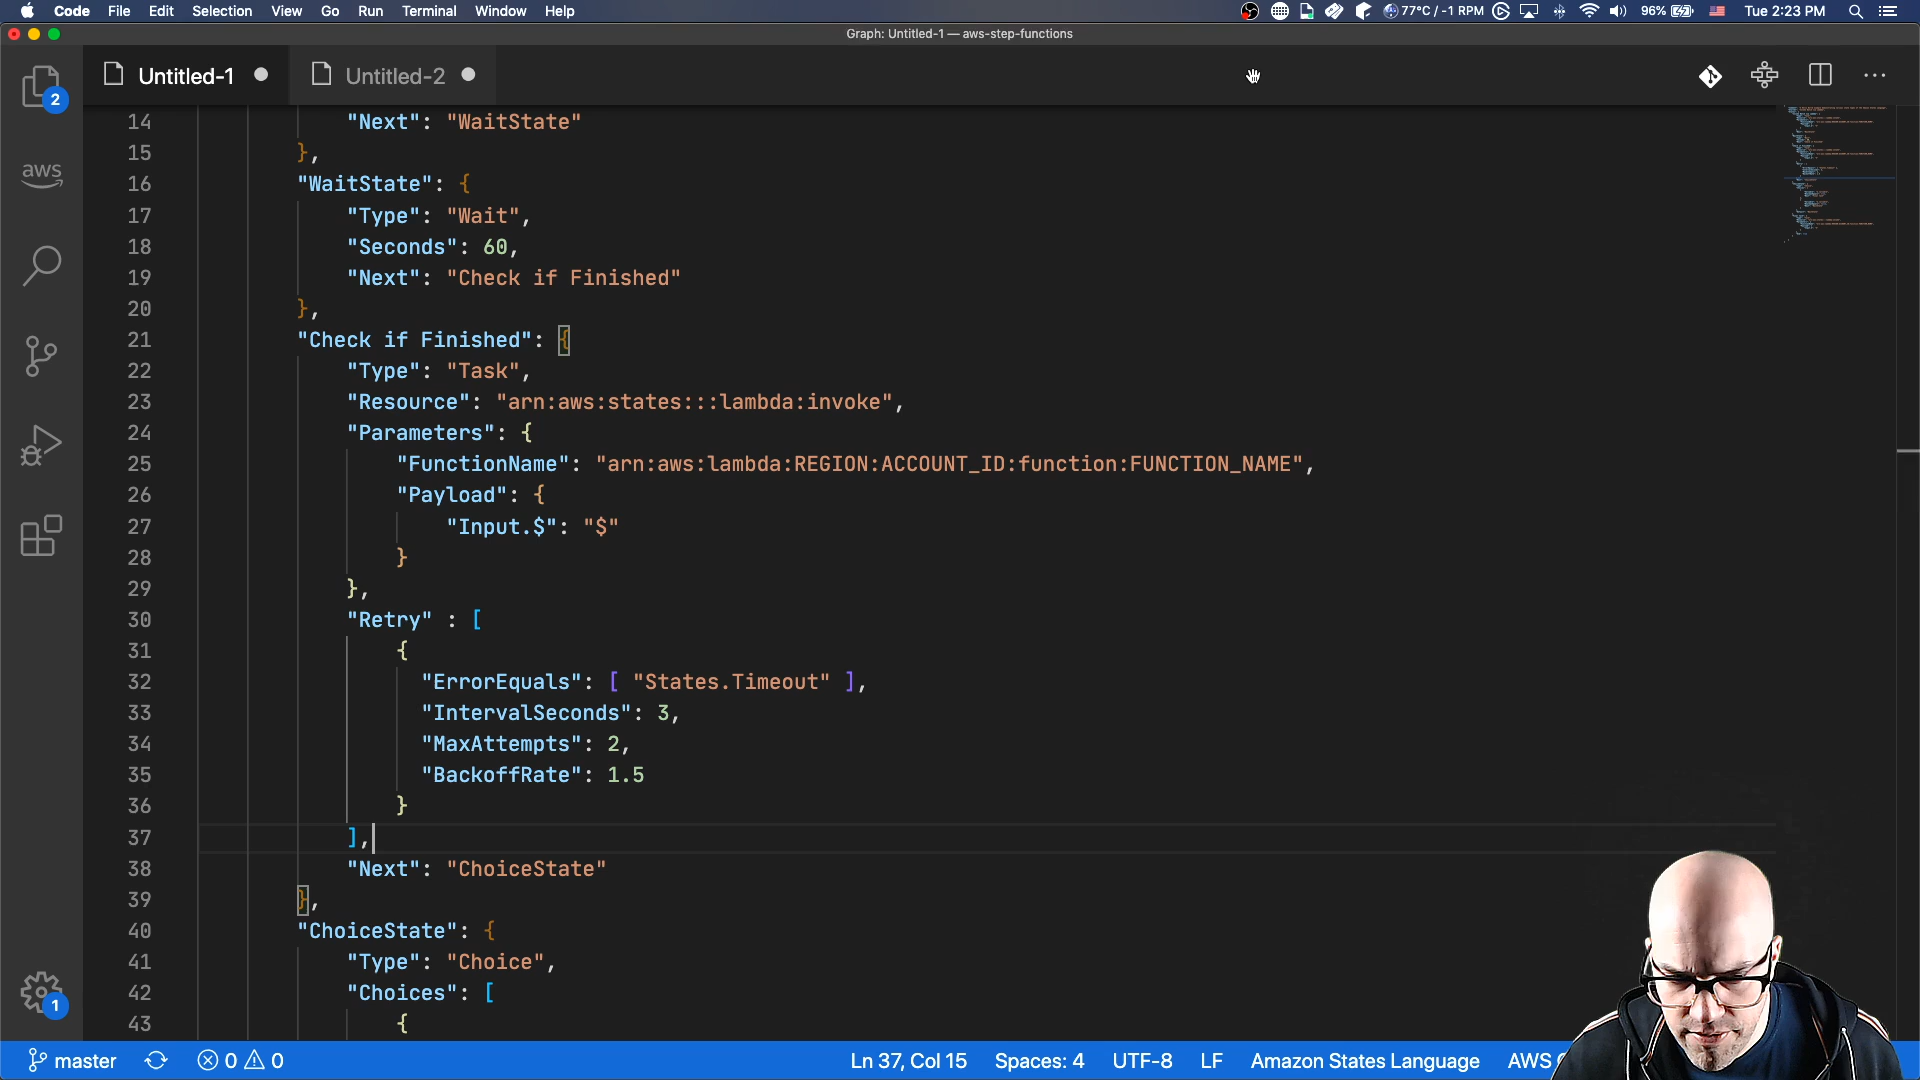 Code File Edit Selection View Go Run Terminal Window Help
77°C / -1 RPM 96% Tue 2:23 PM
Graph: Untitled-1 — aws-step-functions
Untitled-1 Untitled-2
2
aws
1
14 "Next": "WaitState"
15 },
16 "WaitState": {
17 "Type": "Wait",
18 "Seconds": 60,
19 "Next": "Check if Finished"
20 },
21 "Check if Finished": {
22 "Type": "Task",
23 "Resource": "arn:aws:states:::lambda:invoke",
24 "Parameters": {
25 "FunctionName": "arn:aws:lambda:REGION:ACCOUNT_ID:function:FUNCTION_NAME",
26 "Payload": {
27 "Input.$": "$"
28 }
29 },
30 "Retry" : [
31 {
32 "ErrorEquals": [ "States.Timeout" ],
33 "IntervalSeconds": 3,
34 "MaxAttempts": 2,
35 "BackoffRate": 1.5
36 }
37 ],
38 "Next": "ChoiceState"
39 },
40 "ChoiceState": {
41 "Type": "Choice",
42 "Choices": [
43 {
master 0 0 Ln 37, Col 15 Spaces: 4 UTF-8 LF Amazon States Language AWS